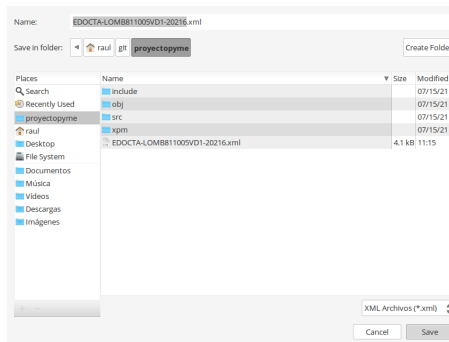 Name: EDOCTA-LOMB811005VD1-20216.xml
Save in folder: raul git proyectopyme Create Folde
Places Name Size Modified
Search include 07/15/21
Recently Used obj 07/15/21
proyectopyme src 07/15/21
raul xpm 07/15/21
Desktop EDOCTA-LOMB811005VD1-20216.xml 4.1 kB 11:15
File System
Documentos
Música
Vídeos
Descargas
Imágenes
XML Archivos (*.xml)
Cancel Save